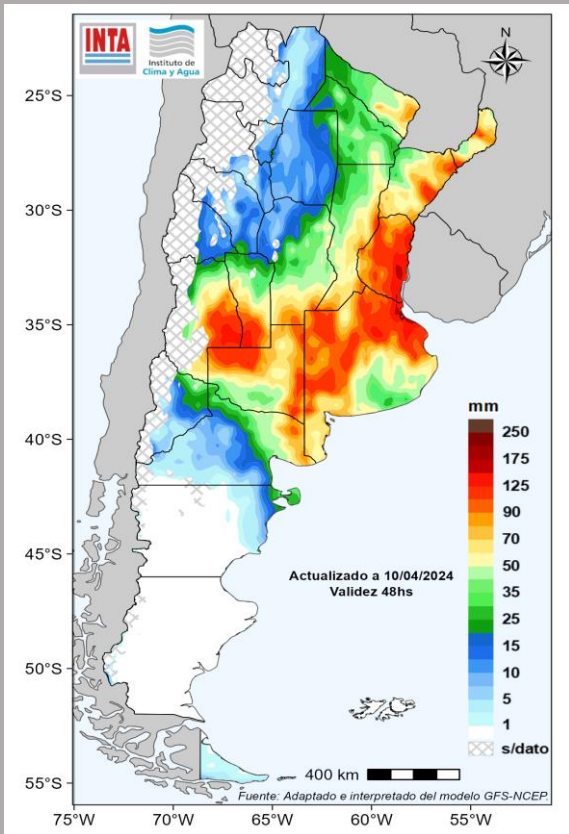 INTA
Instituto de
Clima y Agua
N
25°S
30°S
35°S
40°S
45°S
50°S
55°S
mm
250
175
125
90
70
50
35
25
15
10
5
1
s/dato
Actualizado a 10/04/2024
Validez 48hs
400 km
Fuente: Adaptado e interpretado del modelo GFS-NCEP.
75°W
70°W
65°W
60°W
55°W